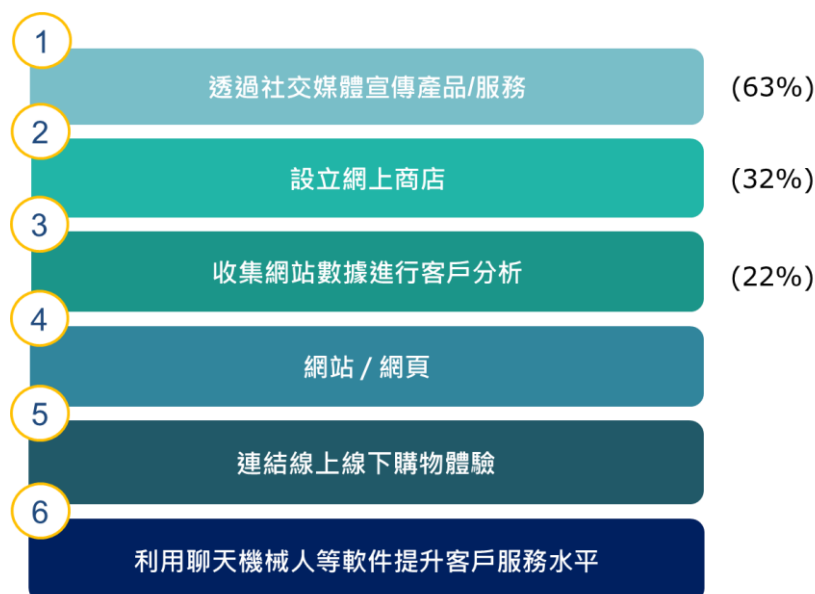 1
透過社交媒體宣傳產品/服務 (63%)
2
設立網上商店 (32%)
3
收集網站數據進行客戶分析 (22%)
4
網站 / 網頁
5
連結線上線下購物體驗
6
利用聊天機械人等軟件提升客戶服務水平